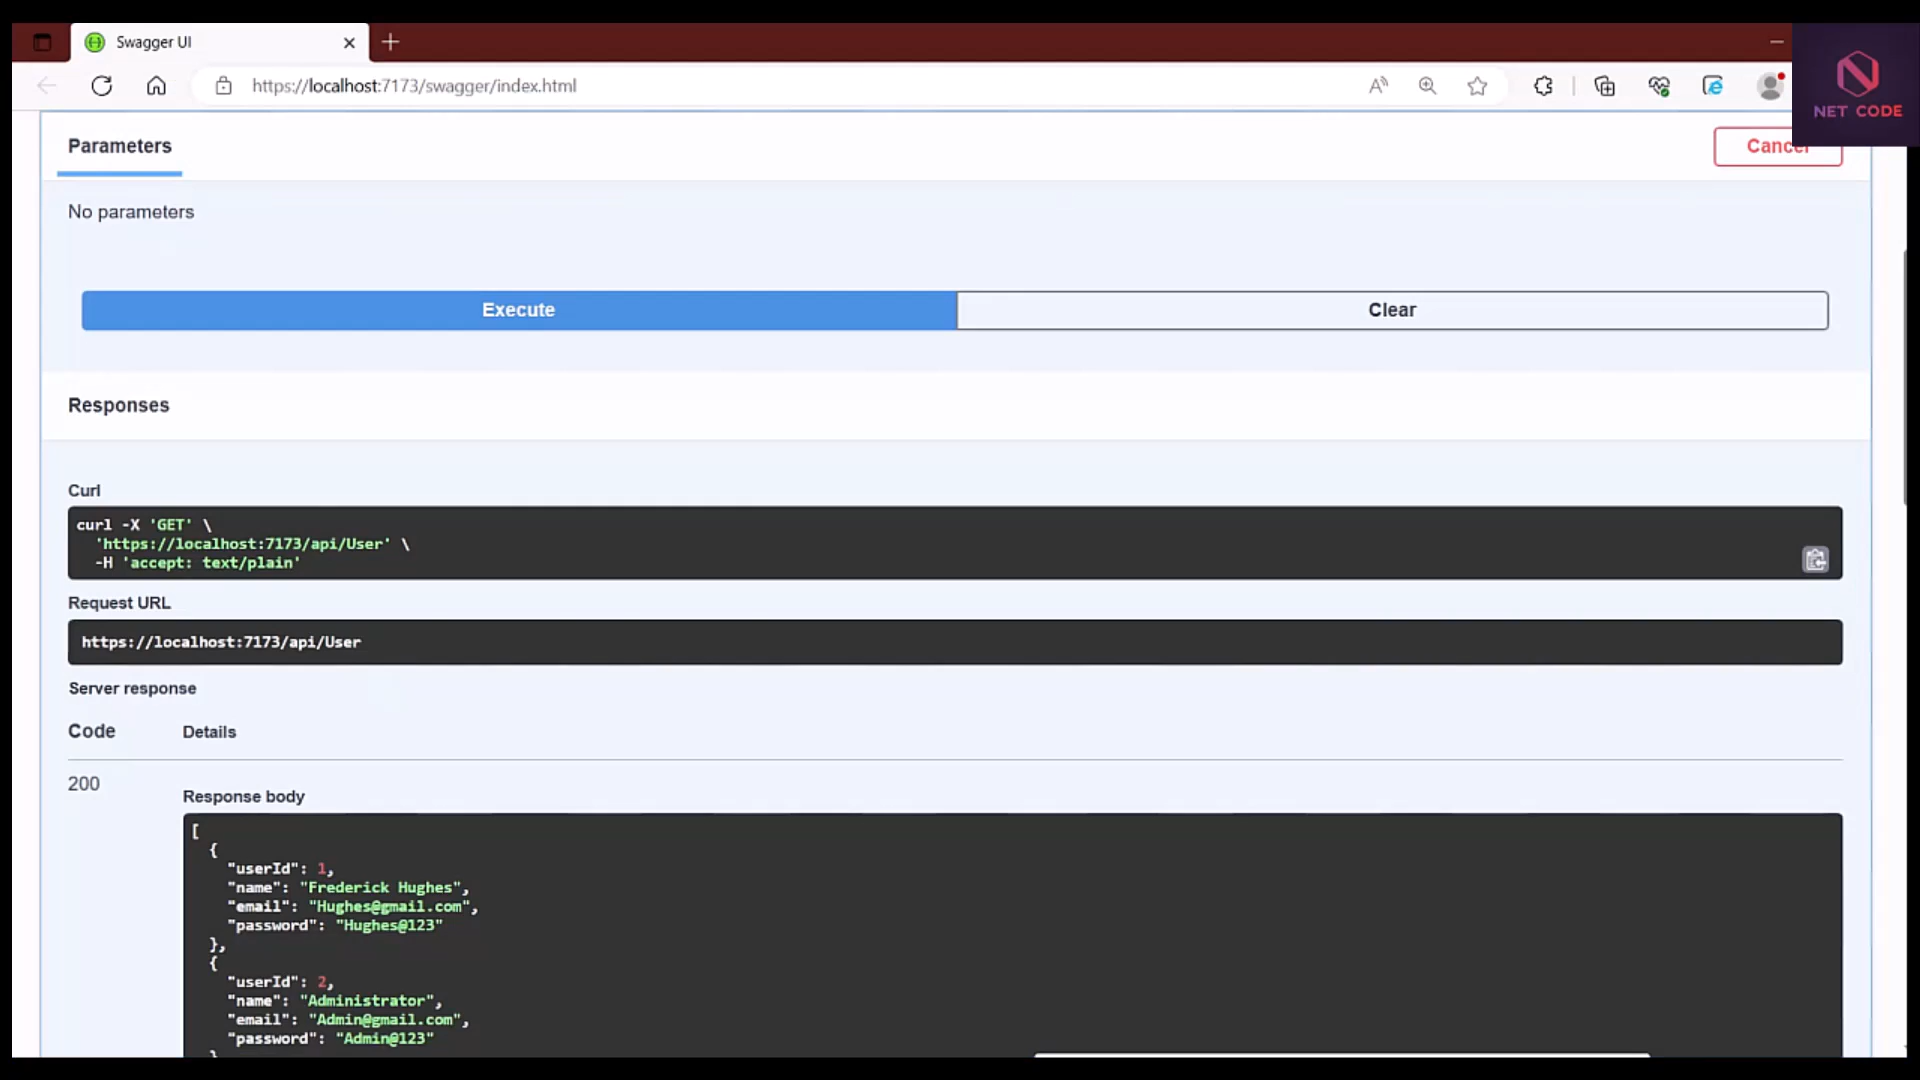 Swagger UI
https://localhost:7173/swagger/index.html
NET CODE
Parameters
Cancel
No parameters
Execute
Clear
Responses
Curl
curl -X 'GET' \
'https://localhost:7173/api/User' \
-H 'accept: text/plain'
Request URL
https://localhost:7173/api/User
Server response
Code
Details
200
Response body
[
{
"userId": 1,
"name": "Frederick Hughes",
"email": "Hughes@gmail.com",
"password": "Hughes@123"
},
{
"userId": 2,
"name": "Administrator",
"email": "Admin@gmail.com",
"password": "Admin@123"
}